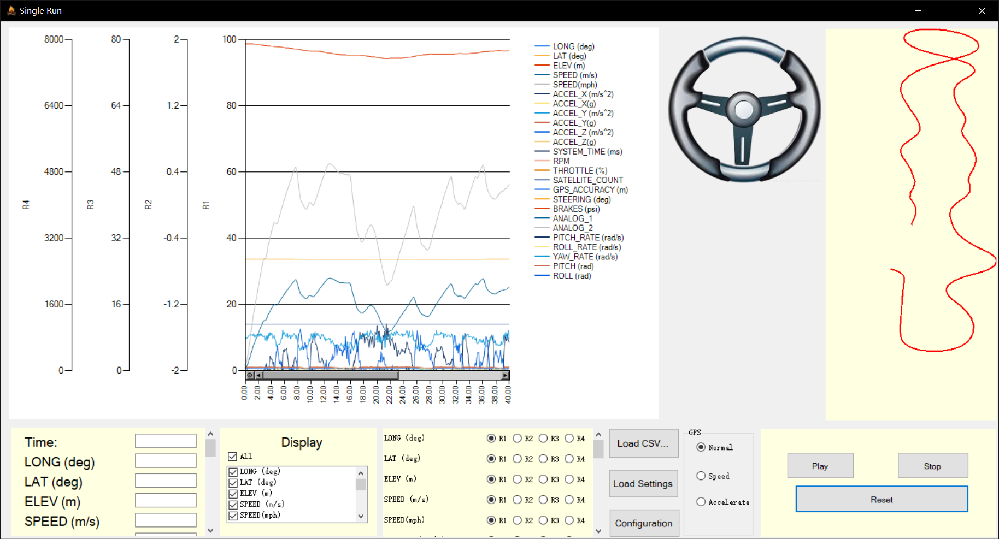 Single Run
8000 80 2 100
6400 64 1.2 80
4800 48 0.4 60
R4 R3 R2 R1
3200 32 -0.4 40
1600 16 -1.2 20
0 0 -2 0
0.00 2.00 4.00 6.00 8.00 10.00 12.00 14.00 16.00 18.00 20.00 22.00 24.00 26.00 28.00 30.00 32.00 34.00 36.00 38.00 40.00
LONG (deg)
LAT (deg)
ELEV (m)
SPEED (m/s)
SPEED(mph)
ACCEL_X (m/s^2)
ACCEL_X(g)
ACCEL_Y (m/s^2)
ACCEL_Y(g)
ACCEL_Z (m/s^2)
ACCEL_Z(g)
SYSTEM_TIME (ms)
RPM
THROTTLE (%)
SATELLITE_COUNT
GPS_ACCURACY (m)
STEERING (deg)
BRAKES (psi)
ANALOG_1
ANALOG_2
PITCH_RATE (rad/s)
ROLL_RATE (rad/s)
YAW_RATE (rad/s)
PITCH (rad)
ROLL (rad)
Time:
LONG (deg)
LAT (deg)
ELEV (m)
SPEED (m/s)
Display
All
LONG (deg)
LAT (deg)
ELEV (m)
SPEED (m/s)
SPEED(mph)
LONG (deg) R1 R2 R3 R4
LAT (deg) R1 R2 R3 R4
ELEV (m) R1 R2 R3 R4
SPEED (m/s) R1 R2 R3 R4
SPEED(mph) R1 R2 R3 R4
Load CSV...
Load Settings
Configuration
GPS
Normal
Speed
Accelerate
Play
Stop
Reset